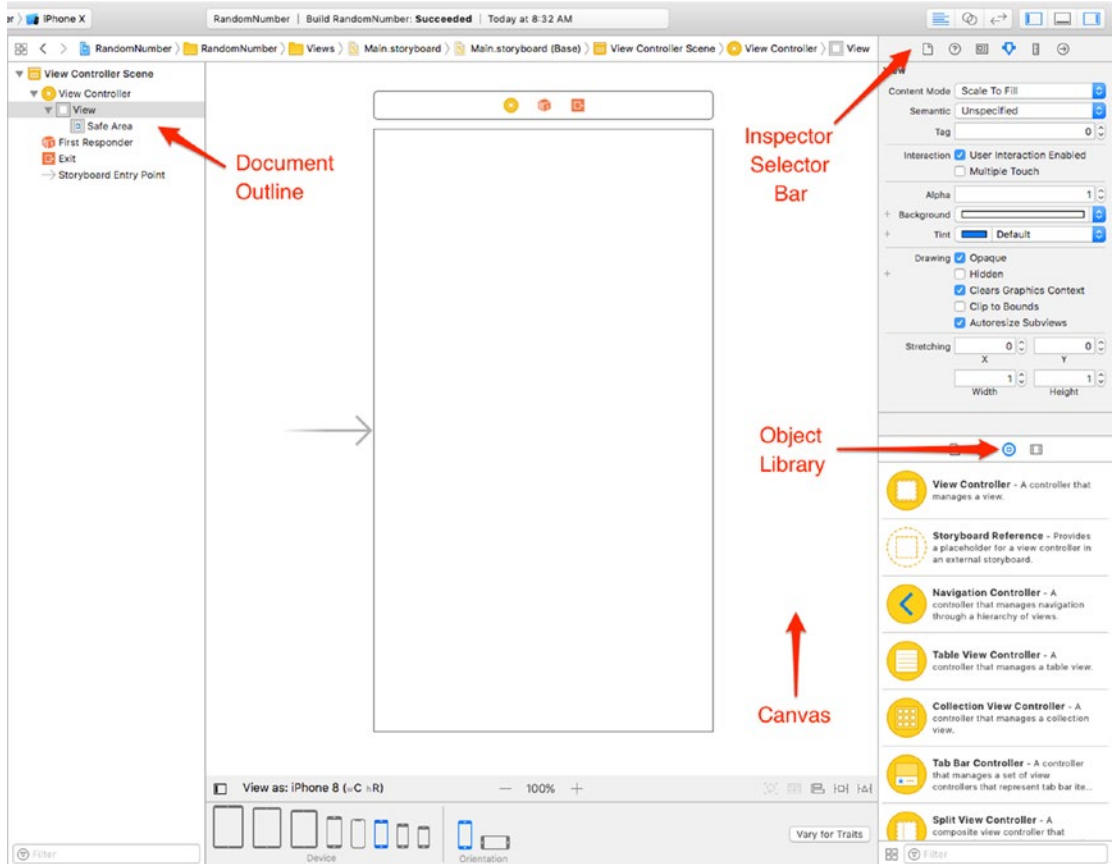 iPhone X
RandomNumber | Build RandomNumber: Succeeded | Today at 8:32 AM
RandomNumber
RandomNumber
Views
Main.storyboard
Main.storyboard (Base)
View Controller Scene
View Controller
View
View Controller Scene
View Controller
View
Safe Area
First Responder
Exit
Storyboard Entry Point
Document
Outline
Inspector
Selector
Bar
Object
Library
Canvas
View
Content Mode Scale To Fill
Semantic Unspecified
Tag 0
Interaction User Interaction Enabled
Multiple Touch
Alpha 1
+ Background
+ Tint Default
Drawing Opaque
+ Hidden
Clears Graphics Context
Clip to Bounds
Autoresize Subviews
Stretching 0 0
X Y
1 1
Width Height
View Controller - A controller that
manages a view.
Storyboard Reference - Provides
a placeholder for a view controller in
an external storyboard.
Navigation Controller - A
controller that manages navigation
through a hierarchy of views.
Table View Controller - A
controller that manages a table view.
Collection View Controller - A
controller that manages a collection
view.
Tab Bar Controller - A controller
that manages a set of view
controllers that represent tab bar ite...
Split View Controller - A
composite view controller that
View as: iPhone 8 (wC hR)
— 100% +
Device
Orientation
Vary for Traits
Filter
Filter